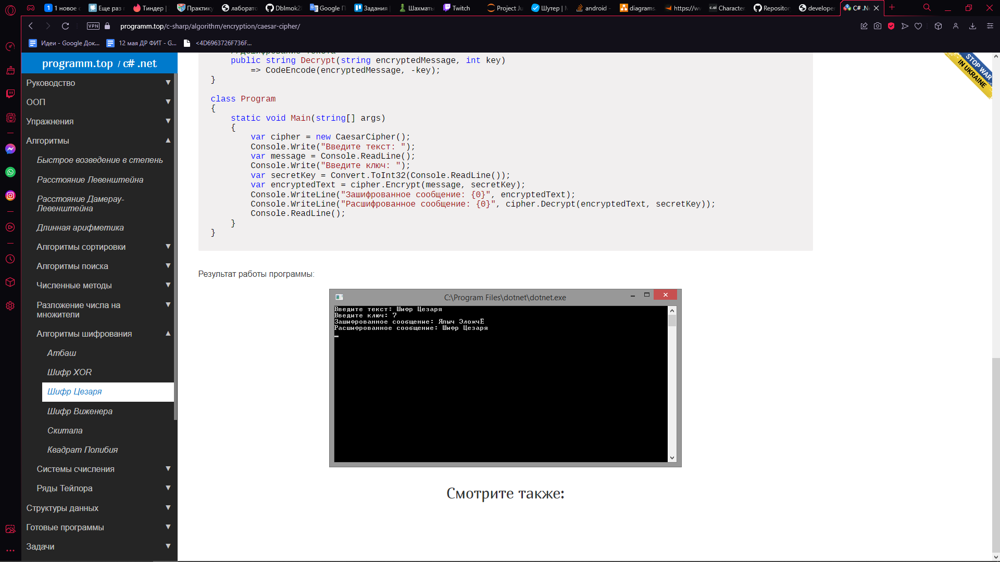 1 новое с
Еще раз
Тиндер |
Практику
лаборато
DbImok2
Google П
Задания
Шахматы
Twitch
Project Ju
Шутер |
android -
diagrams.
https://w
c.ai Character
Repositor
developer
C# .N
VPN programm.top/c-sharp/algorithm/encryption/caesar-cipher/
Идеи - Google Док...
12 мая ДР ФИТ - G...
<4D6963726F736F...
programm.top / c# .net
Руководство
ООП
Упражнения
Алгоритмы
Быстрое возведение в степень
Расстояние Левенштейна
Расстояние Дамерау-
Левенштейна
Длинная арифметика
Алгоритмы сортировки
Алгоритмы поиска
Численные методы
Разложение числа на
множители
Алгоритмы шифрования
Атбаш
Шифр XOR
Шифр Цезаря
Шифр Виженера
Скитала
Квадрат Полибия
Системы счисления
Ряды Тейлора
Структуры данных
Готовые программы
Задачи
//дешифрование текста
public string Decrypt(string encryptedMessage, int key)
=> CodeEncode(encryptedMessage, -key);
}
class Program
{
static void Main(string[] args)
{
var cipher = new CaesarCipher();
Console.Write("Введите текст: ");
var message = Console.ReadLine();
Console.Write("Введите ключ: ");
var secretKey = Convert.ToInt32(Console.ReadLine());
var encryptedText = cipher.Encrypt(message, secretKey);
Console.WriteLine("Зашифрованное сообщение: {0}", encryptedText);
Console.WriteLine("Расшифрованное сообщение: {0}", cipher.Decrypt(encryptedText, secretKey));
Console.ReadLine();
}
}
Результат работы программы:
C:\Program Files\dotnet\dotnet.exe
Введите текст: Шифр Цезаря
Введите ключ: 7
Зашифрованное сообщение: Япыч ЭложчЁ
Расшифрованное сообщение: Шифр Цезаря
Смотрите также:
STOP WAR
IN UKRAINE